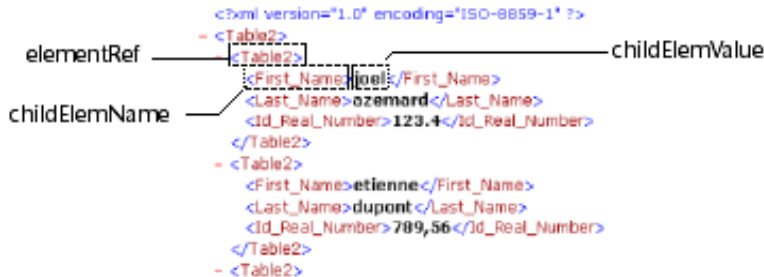 <?xml version="1.0" encoding="ISO-8859-1" ?>
- <Table2>
elementRef
- <Table2>
childElemValue
<First_Name>joel</First_Name>
childElemName
<Last_Name>azemard</Last_Name>
<Id_Real_Number>123.4</Id_Real_Number>
</Table2>
- <Table2>
<First_Name>etienne</First_Name>
<Last_Name>dupont</Last_Name>
<Id_Real_Number>789,56</Id_Real_Number>
</Table2>
- <Table2>